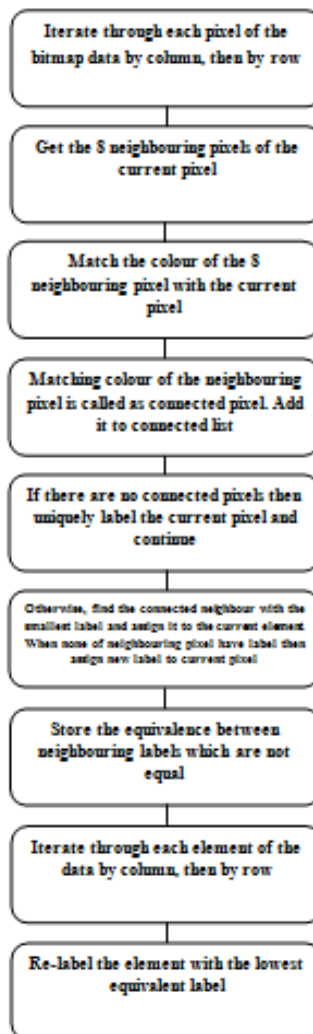 Iterate through each pixel of the
bitmap data by column, then by row
Get the 8 neighbouring pixels of the
current pixel
Match the colour of the 8
neighbouring pixel with the current
pixel
Matching colour of the neighbouring
pixel is called as connected pixel. Add
it to connected list
If there are no connected pixels then
uniquely label the current pixel and
continue
Otherwise, find the connected neighbour with the
smallest label and assign it to the current element.
When none of neighbouring pixel have label then
assign new label to current pixel
Store the equivalence between
neighbouring labels which are not
equal
Iterate through each element of the
data by column, then by row
Re-label the element with the lowest
equivalent label